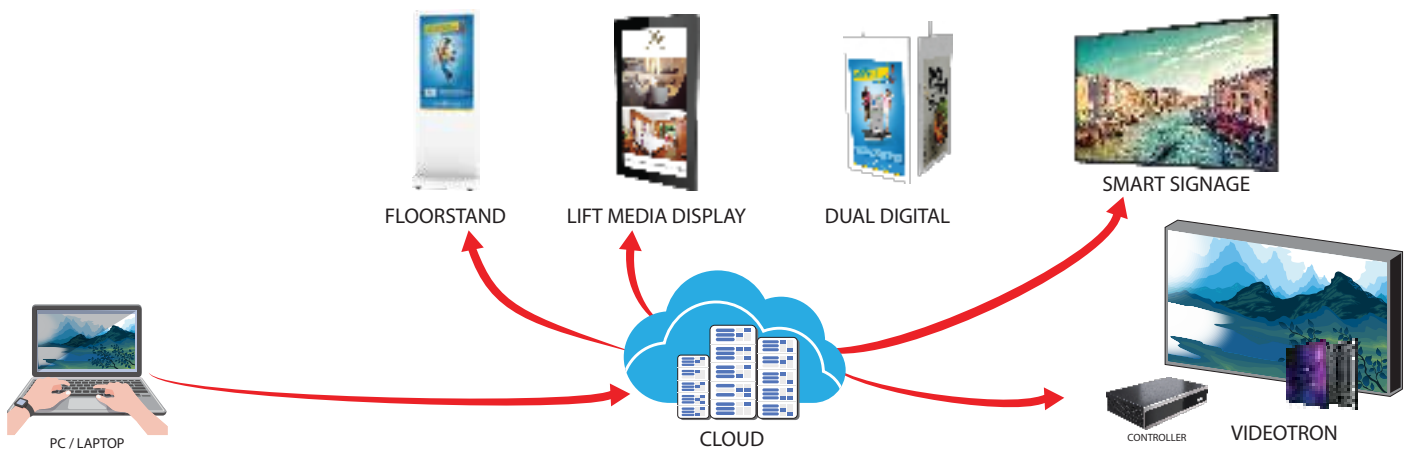 FLOORSTAND
LIFT MEDIA DISPLAY
DUAL DIGITAL
SMART SIGNAGE
PC / LAPTOP
CLOUD
CONTROLLER
VIDEOTRON